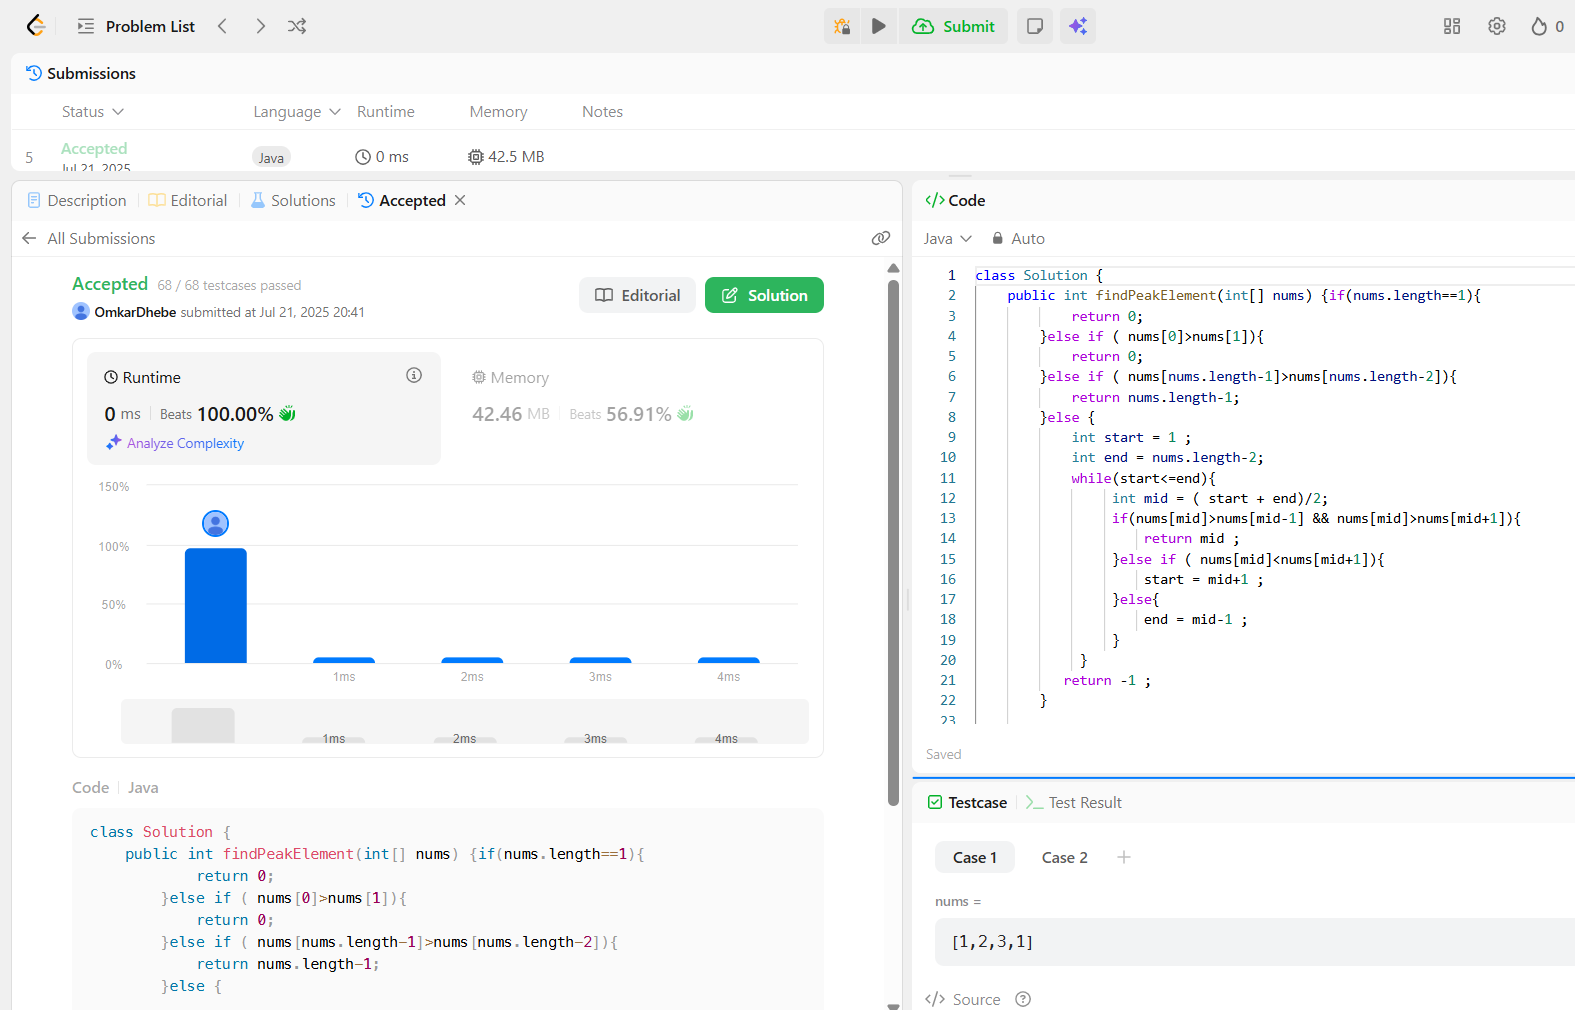 Problem List
Submit
0
Submissions
Status Language Runtime Memory Notes
5 Accepted Java 0 ms 42.5 MB
Jul 21, 2025
Description Editorial Solutions Accepted
All Submissions
Accepted 68 / 68 testcases passed
OmkarDhebe submitted at Jul 21, 2025 20:41
Editorial Solution
Runtime
0 ms Beats 100.00%
Analyze Complexity
Memory
42.46 MB Beats 56.91%
150%
100%
50%
0%
1ms 2ms 3ms 4ms
1ms 2ms 3ms 4ms
Code Java
class Solution {
public int findPeakElement(int[] nums) {if(nums.length==1){
return 0;
}else if ( nums[0]>nums[1]){
return 0;
}else if ( nums[nums.length-1]>nums[nums.length-2]){
return nums.length-1;
}else {
</> Code
Java Auto
1 class Solution {
2 public int findPeakElement(int[] nums) {if(nums.length==1){
3 return 0;
4 }else if ( nums[0]>nums[1]){
5 return 0;
6 }else if ( nums[nums.length-1]>nums[nums.length-2]){
7 return nums.length-1;
8 }else {
9 int start = 1 ;
10 int end = nums.length-2;
11 while(start<=end){
12 int mid = ( start + end)/2;
13 if(nums[mid]>nums[mid-1] && nums[mid]>nums[mid+1]){
14 return mid ;
15 }else if ( nums[mid]<nums[mid+1]){
16 start = mid+1 ;
17 }else{
18 end = mid-1 ;
19 }
20 }
21 return -1 ;
22 }
23
Saved
Testcase Test Result
Case 1 Case 2 +
nums =
[1,2,3,1]
</> Source ?